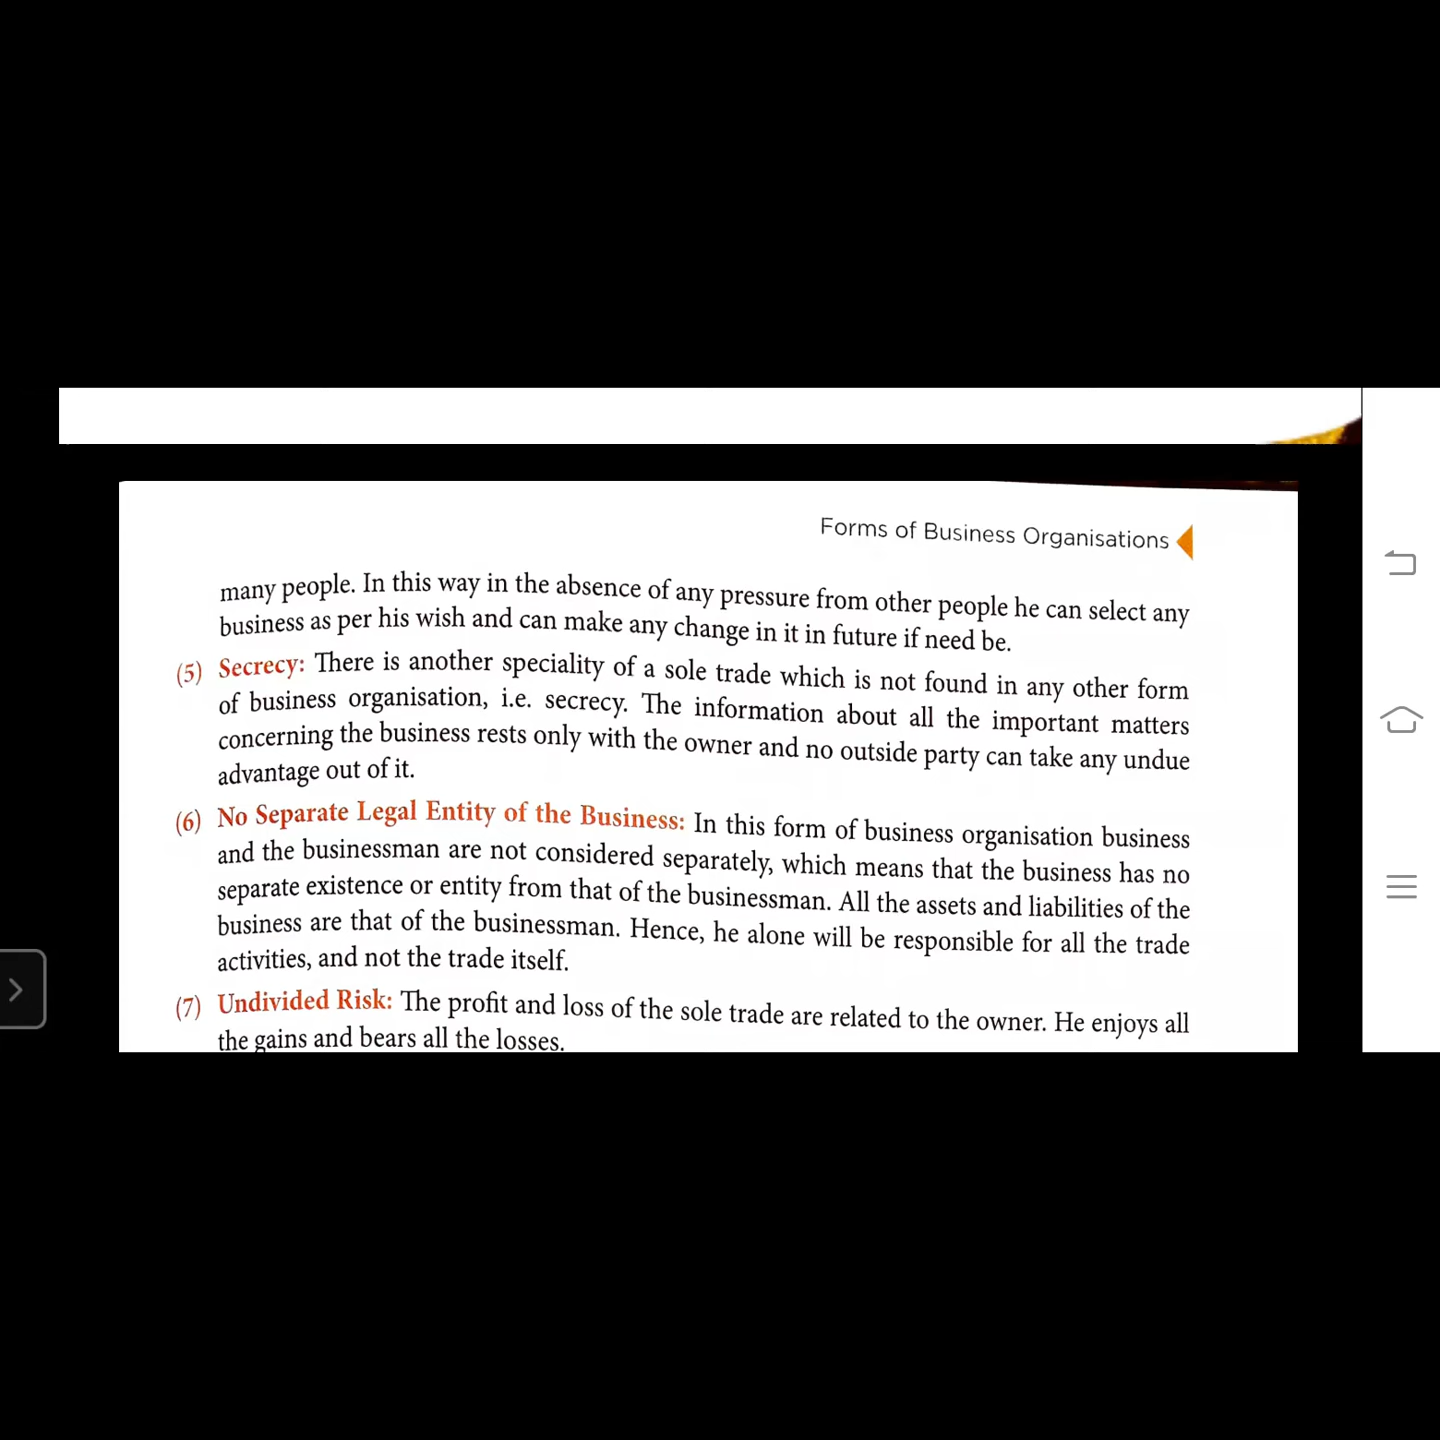 Forms of Business Organisations
many people. In this way in the absence of any pressure from other people he can select any
business as per his wish and can make any change in it in future if need be.
(5) Secrecy: There is another speciality of a sole trade which is not found in any other form
of business organisation, i.e. secrecy. The information about all the important matters
concerning the business rests only with the owner and no outside party can take any undue
advantage out of it.
(6) No Separate Legal Entity of the Business: In this form of business organisation business
and the businessman are not considered separately, which means that the business has no
separate existence or entity from that of the businessman. All the assets and liabilities of the
business are that of the businessman. Hence, he alone will be responsible for all the trade
activities, and not the trade itself.
(7) Undivided Risk: The profit and loss of the sole trade are related to the owner. He enjoys all
the gains and bears all the losses.